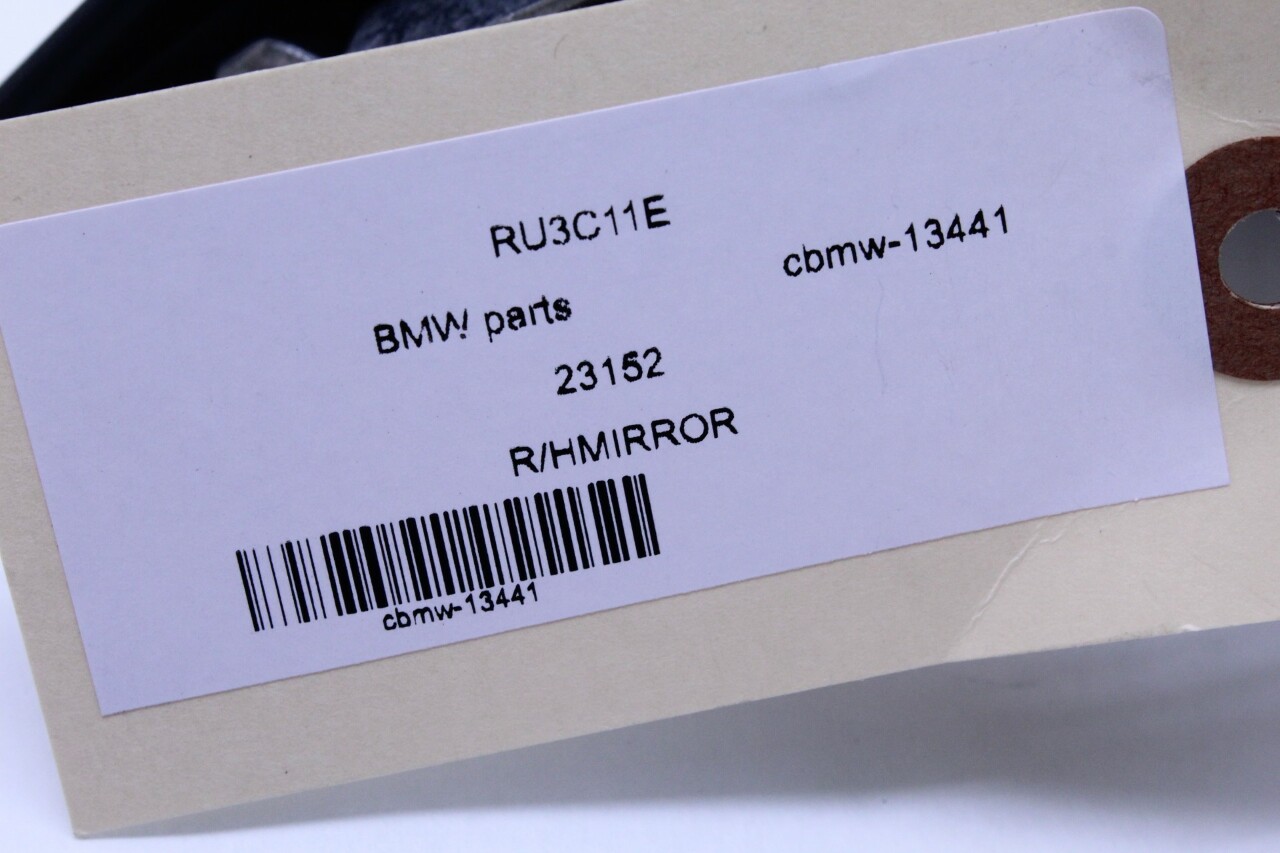 RU3C11E
cbmw-13441
BMW parts
23152
R/HMIRROR
cbmw-13441